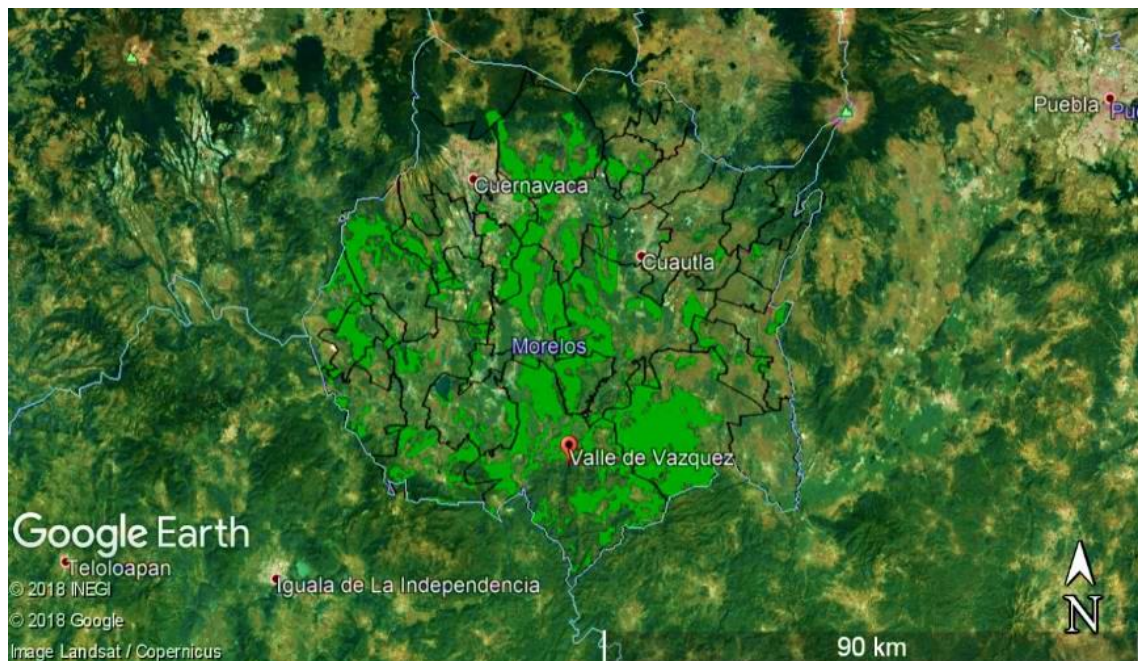 Puebla
Pue
Cuernavaca
Cuautla
Morelos
Valle de Vazquez
Google Earth
Teloloapan
Iguala de La Independencia
© 2018 INEGI
© 2018 Google
Image Landsat / Copernicus
N
90 km